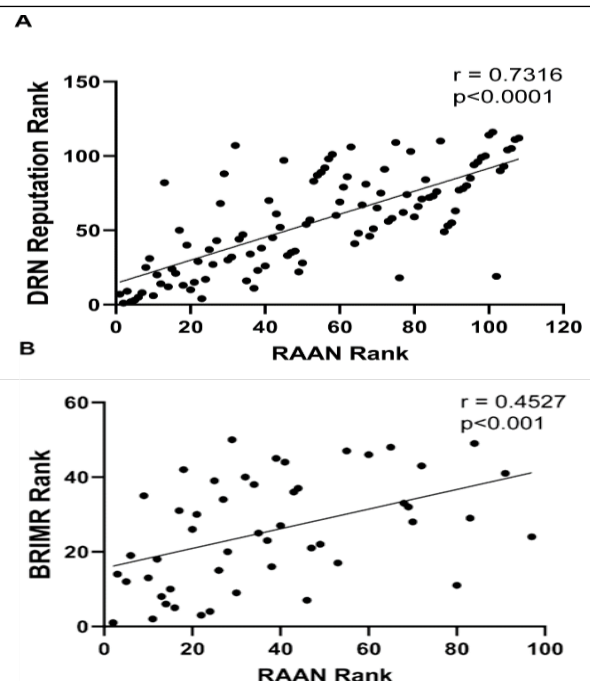 A
r = 0.7316
p<0.0001
DRN Reputation Rank
150
100
50
0
0 20 40 60 80 100 120
RAAN Rank
B
r = 0.4527
p<0.001
BRIMR Rank
60
40
20
0
0 20 40 60 80 100
RAAN Rank